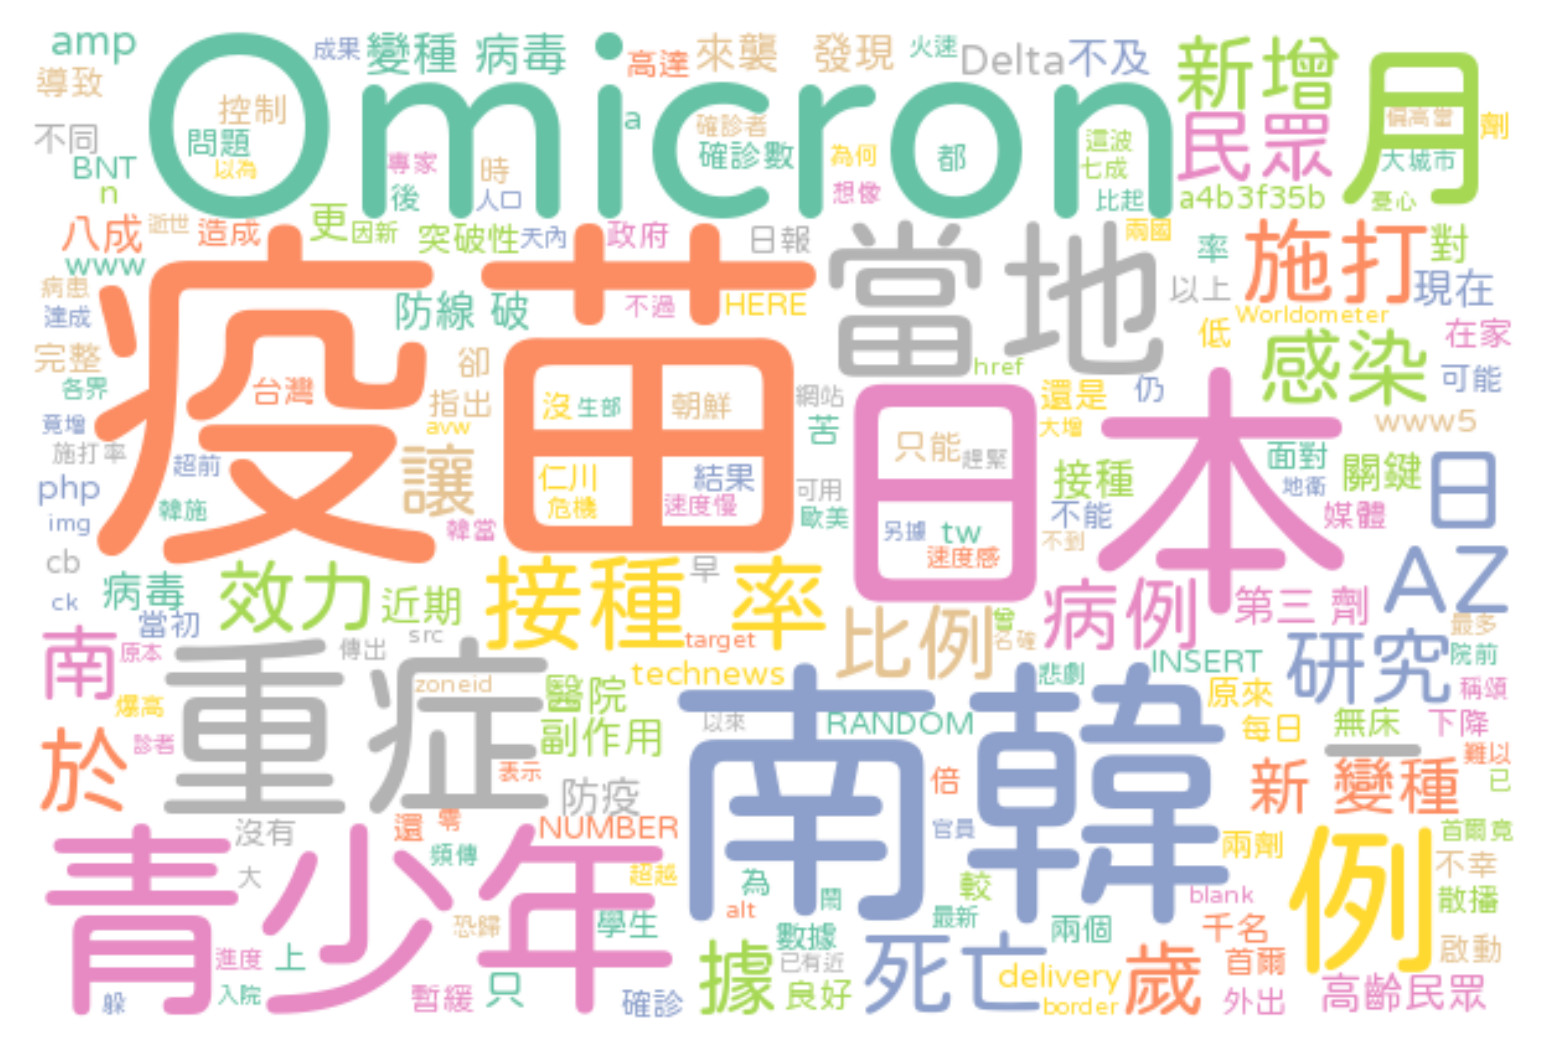 amp
成果
變種 病毒
高達
來襲
發現
火速
Delta
不及
新增
月
導致
Omicron
控制
a
確診者
偏高當
劑
不同
問題
專家
時
確診數
為何
都
這波
民眾
大城市
BNT
以為
後
人口
想像
七成
比起
a4b3f35b
憂心
n
八成
逝世
造成
更
因新
突破性
天內
政府
日報
當地
兩國
率
施打
對
www
病患
達成
防線 破
不過
HERE
以上
現在
疫苗
Worldometer
低
在家
完整
各界
台灣
卻
href
感染
可能
竟增
指出
avw
沒
生部
朝鮮
網站
苦
日本
還是
大增
仍
www5
施打率
超前
讓
只能
趕緊
接種
面對
關鍵
日
php
仁川
結果
可用
地衛
img
韓施
韓當
危機
速度慢
歐美
另據
tw
不能
媒體
不到
cb
速度感
早
AZ
ck
病毒
效力
近期
接種 率
當初
比例
曾
名確
病例
第三 劑
最多
南
原本
重症
傳出
src
target
technews
悲劇
INSERT
研究
院前
zoneid
醫院
南韓
原來
稱頌
爆高
以來
RANDOM
每日
無床
下降
於
診者
副作用
表示
防疫
倍
新 變種
一
難以
已
沒有
還
零
NUMBER
官員
兩劑
例
首爾竟
青少年
頻傳
超越
大
為
鬧
較
blank
不幸
散播
恐歸
學生
alt
最新
兩個
千名
進度
上
數據
已有近
死亡
啟動
首爾
據
delivery
歲
躲
入院
暫緩
只
確診
良好
border
外出
高齡民眾